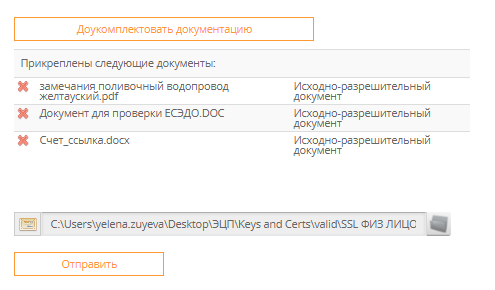 Доукомплектовать документацию
Прикреплены следующие документы:
замечания поливочный водопровод
желтауский.pdf
Исходно-разрешительный
документ
Документ для проверки ЕСЭДО.DOC
Исходно-разрешительный
документ
Счет_ссылка.docx
Исходно-разрешительный
документ
C:\Users\yelena.zuyeva\Desktop\ЭЦП\Keys and Certs\valid\SSL ФИЗ ЛИЦО
Отправить